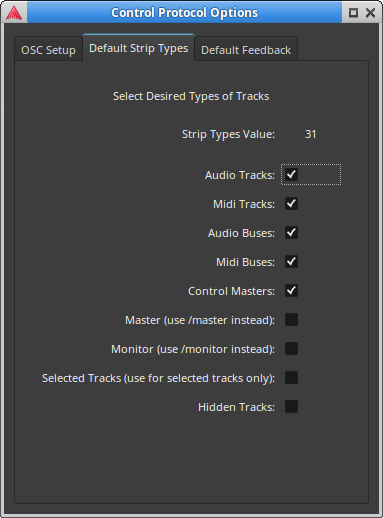 Control Protocol Options
OSC Setup
Default Strip Types
Default Feedback
Select Desired Types of Tracks
Strip Types Value: 31
Audio Tracks:
Midi Tracks:
Audio Buses:
Midi Buses:
Control Masters:
Master (use /master instead):
Monitor (use /monitor instead):
Selected Tracks (use for selected tracks only):
Hidden Tracks: